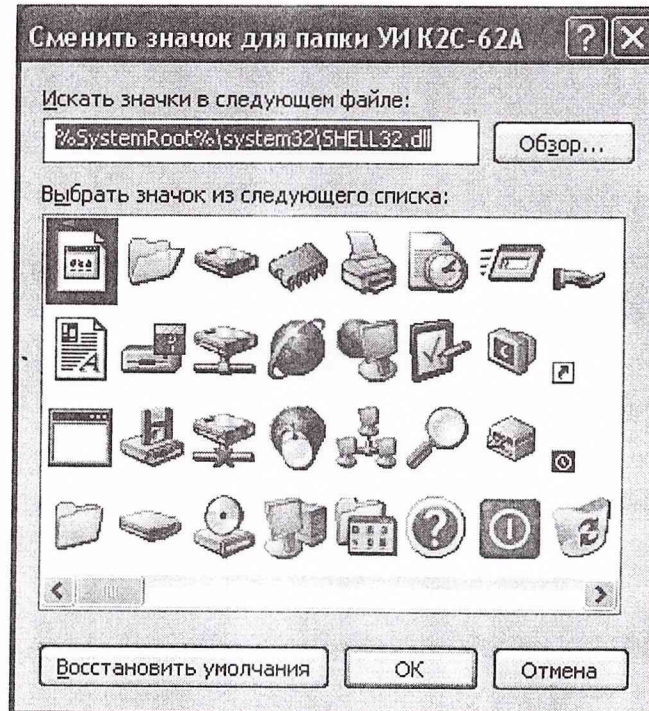 Сменить значок для папки УИ К2С-62А
Искать значки в следующем файле:
%SystemRoot%\system32\SHELL32.dll
Обзор...
Выбрать значок из следующего списка:
Восстановить умолчания
ОК
Отмена